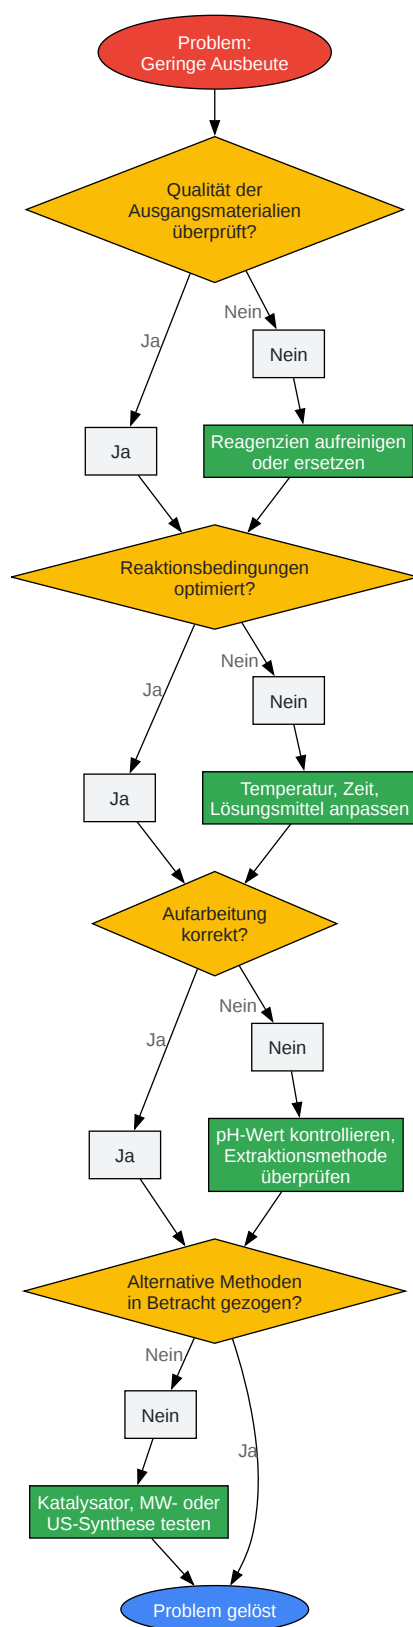 Problem:
Geringe Ausbeute
Qualität der
Ausgangsmaterialien
überprüft?
Nein
Ja
Nein
Ja
Reagenzien aufreinigen
oder ersetzen
Reaktionsbedingungen
optimiert?
Nein
Ja
Nein
Ja
Temperatur, Zeit,
Lösungsmittel anpassen
Aufarbeitung
korrekt?
Nein
Ja
Nein
Ja
pH-Wert kontrollieren,
Extraktionsmethode
überprüfen
Alternative Methoden
in Betracht gezogen?
Nein
Nein
Ja
Katalysator, MW- oder
US-Synthese testen
Problem gelöst